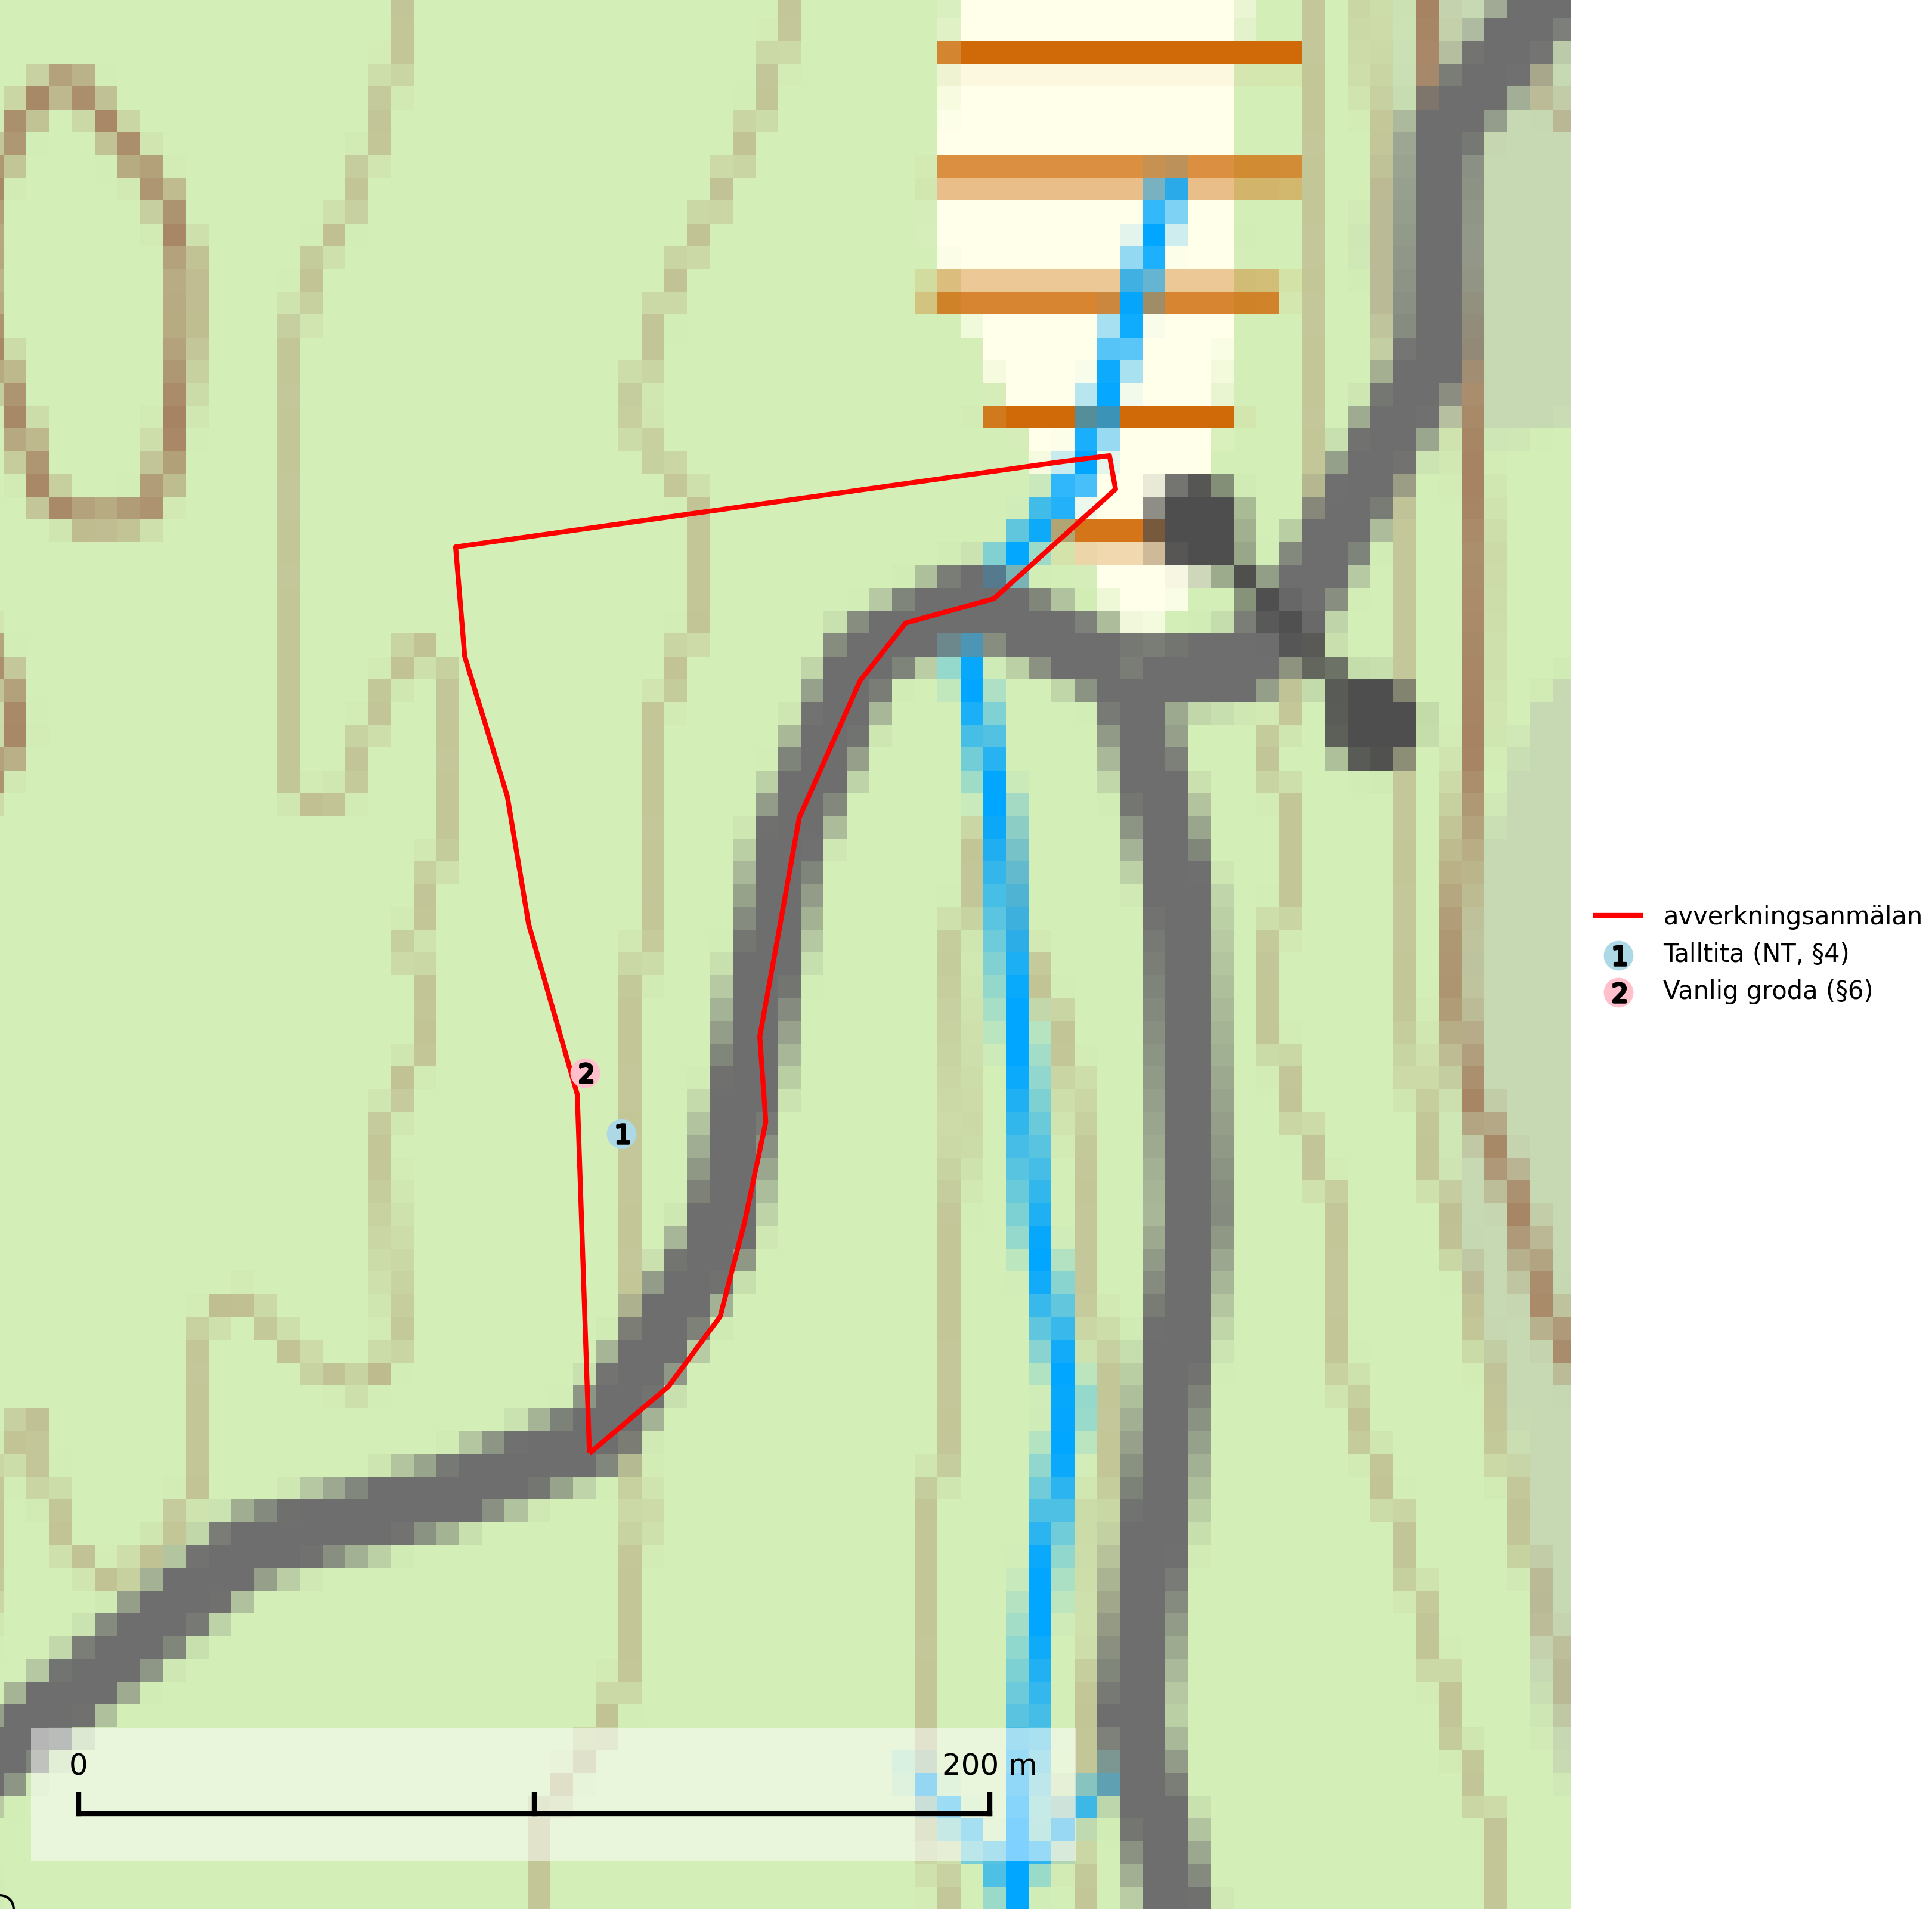 avverkningsanmälan
1 Talltita (NT, §4)
2 Vanlig groda (§6)
2
1
0 200 m